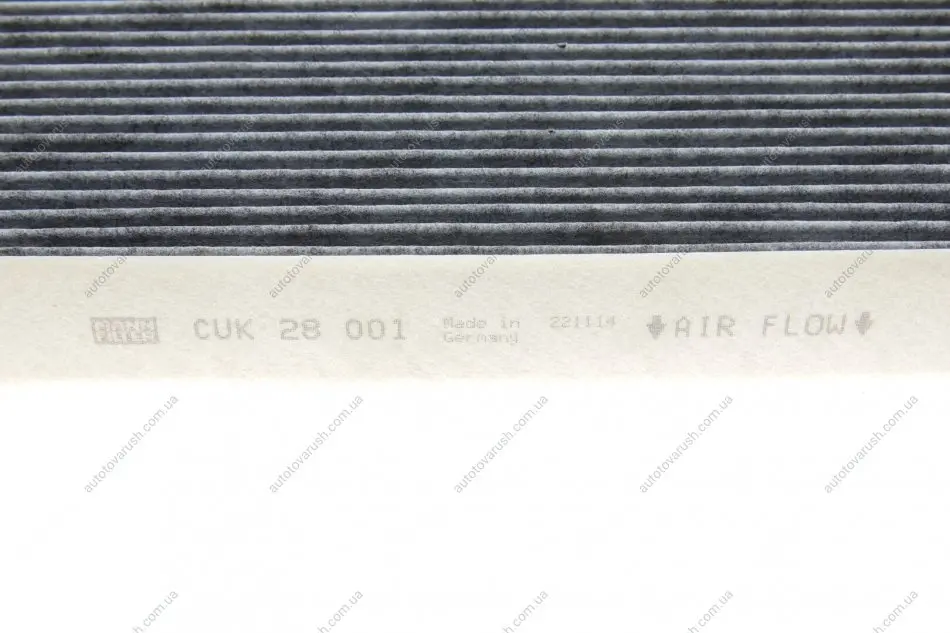 MANN
FILTER
CUK 28 001
Made in
Germany
221114
AIR FLOW
autotovarush.com.ua